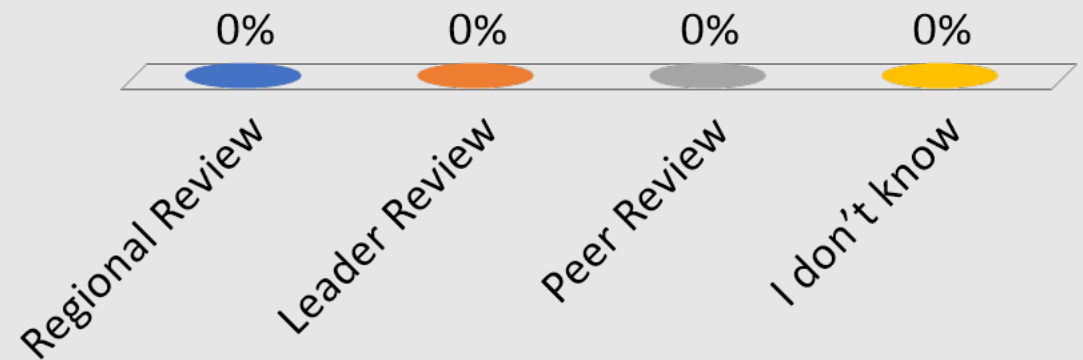 0% 0% 0% 0%
Regional Review
Leader Review
Peer Review
I don't know